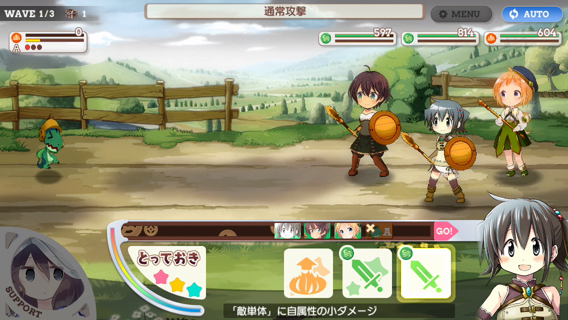 WAVE 1/3
1
通常攻撃
MENU
AUTO
0
A
597
814
604
A
GO!
とっておき
SUPPORT
「敵単体」に自属性の小ダメージ